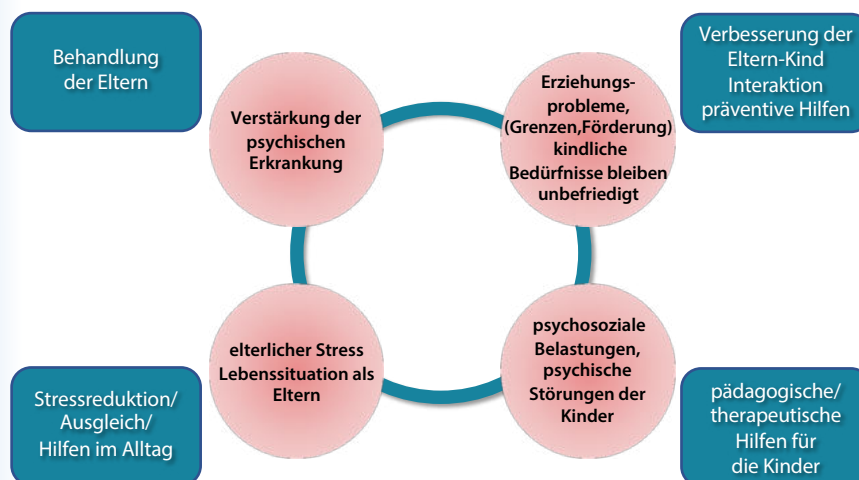 Behandlung
der Eltern
Verstärkung der
psychischen
Erkrankung
Erziehungs-
probleme,
(Grenzen,Förderung)
kindliche
Bedürfnisse bleiben
unbefriedigt
Verbesserung der
Eltern-Kind
Interaktion
präventive Hilfen
Stressreduktion/
Ausgleich/
Hilfen im Alltag
elterlicher Stress
Lebenssituation als
Eltern
psychosoziale
Belastungen,
psychische
Störungen der
Kinder
pädagogische/
therapeutische
Hilfen für
die Kinder